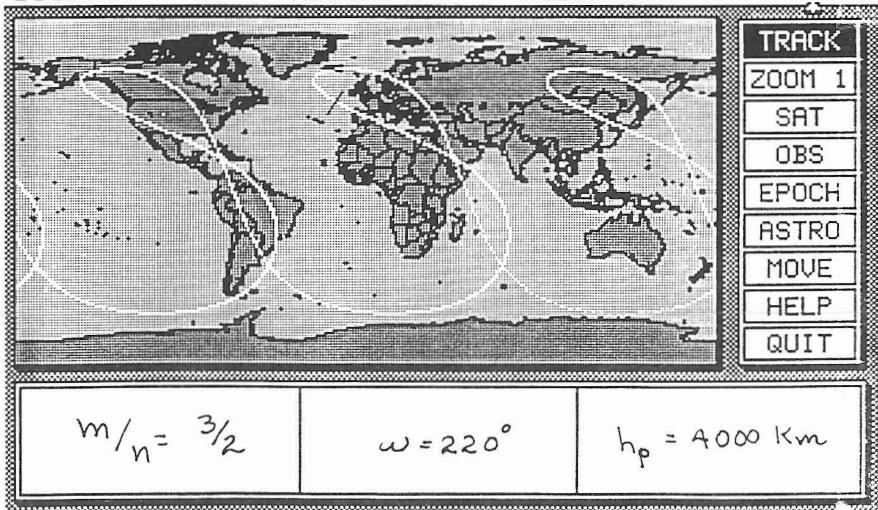 TRACK
ZOOM 1
SAT
OBS
EPOCH
ASTRO
MOVE
HELP
QUIT
m/n = 3/2
ω = 220°
hp = 4000 Km